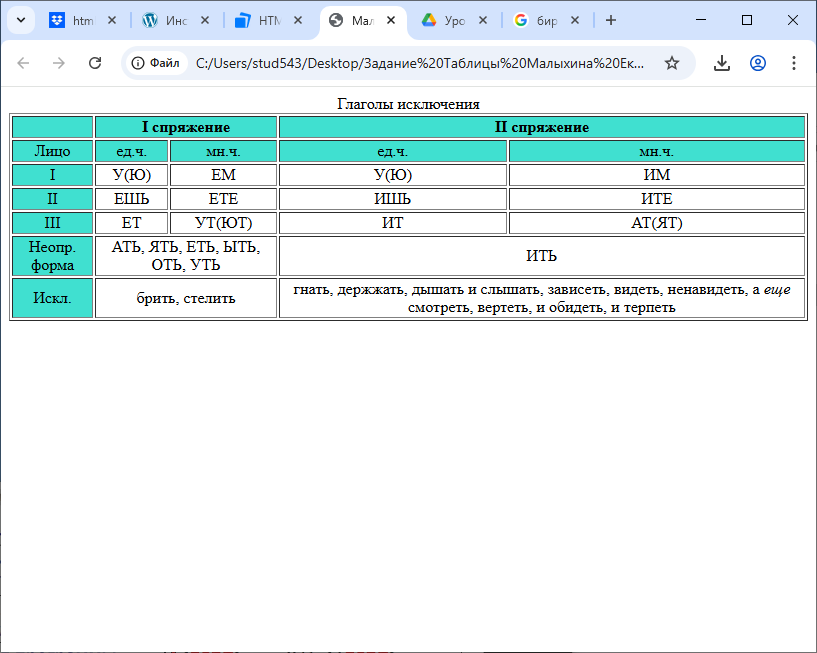 htm
Инс
HTM
Мал
Уро
бир
Файл
C:/Users/stud543/Desktop/Задание%20Таблицы%20Малыхина%20Ек...
Глаголы исключения
I спряжение II спряжение
Лицо ед.ч. мн.ч. ед.ч. мн.ч.
I У(Ю) ЕМ У(Ю) ИМ
II ЕШЬ ЕТЕ ИШЬ ИТЕ
III ЕТ УТ(ЮТ) ИТ АТ(ЯТ)
Неопр. форма
АТЬ, ЯТЬ, ЕТЬ, ЫТЬ,
ОТЬ, УТЬ
ИТЬ
Искл.
брить, стелить
гнать, держжать, дышать и слышать, зависеть, видеть, ненавидеть, а еще
смотреть, вертеть, и обидеть, и терпеть